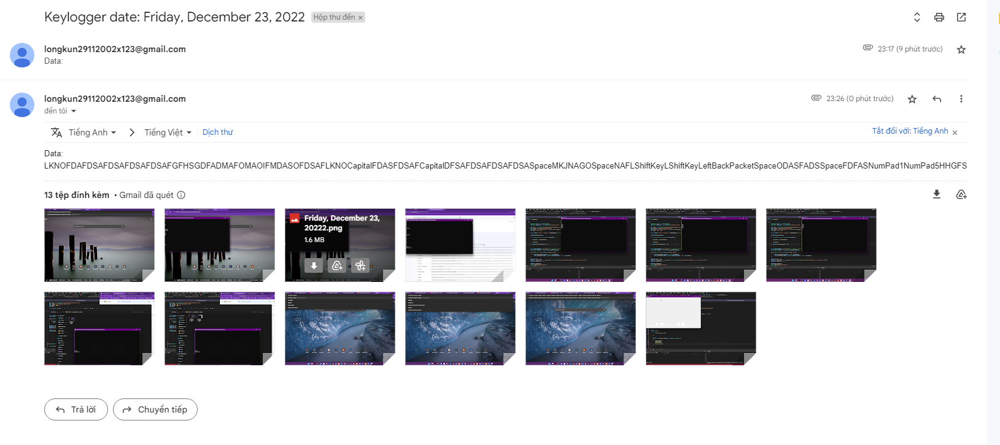 Keylogger date: Friday, December 23, 2022 Hộp thư đến ×
longkun29112002x123@gmail.com 23:17 (9 phút trước)
Data:
longkun29112002x123@gmail.com 23:26 (0 phút trước)
đến tôi
Tiếng Anh Tiếng Việt Dịch thư Tắt đối với: Tiếng Anh ×
Data:
LKNOFDAFDSAFDSAFDSAFDSAFGFHSGDFADMAFOMAOIFMDASOFDSAFLKNOCapitalFDASFDSAFCapitalDFSAFDSAFDSAFDSASpaceMKJNAGOSpaceNAFLShiftKeyLShiftKeyLeftBackPacketSpaceODASFADSSpaceFDFASNumPad1NumPad5HHGFS
13 tệp đính kèm • Gmail đã quét
Friday, December 23,
20222.png
1.6 MB
Trả lời Chuyển tiếp